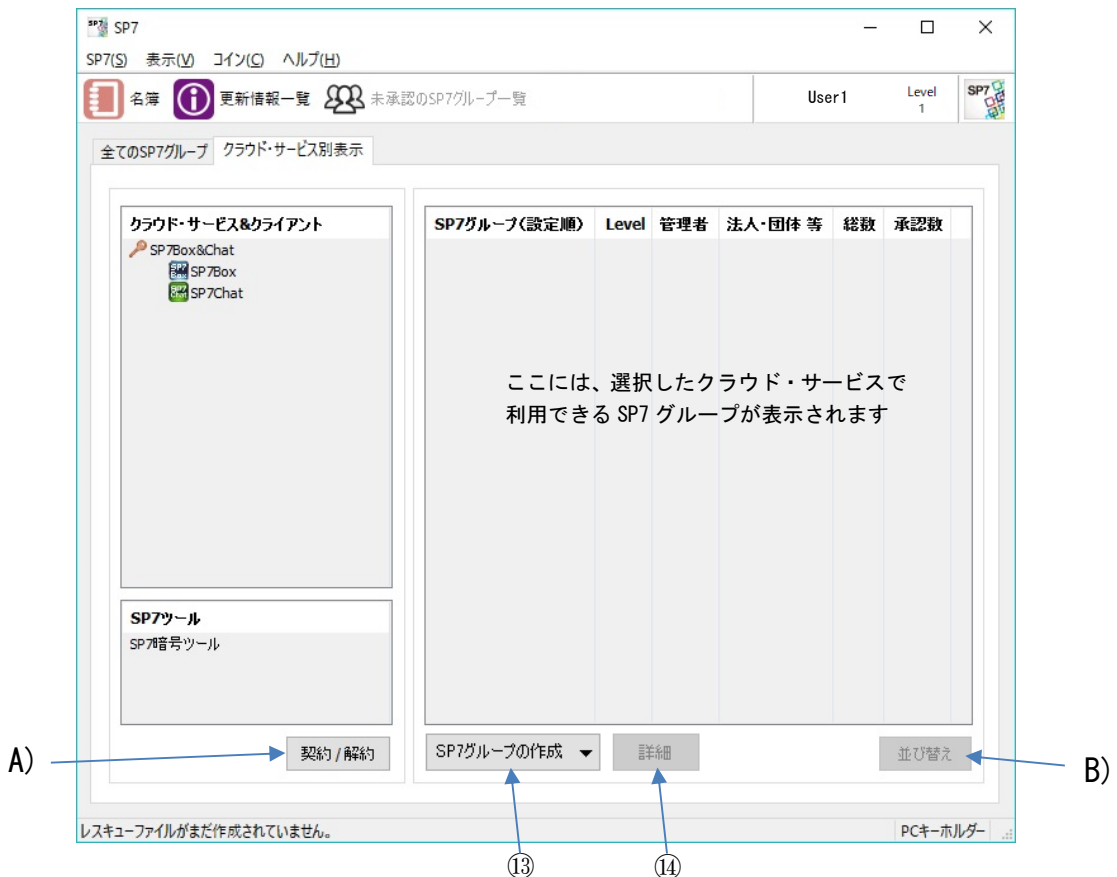 SP7
SP7(S) 表示(V) コイン(C) ヘルプ(H)
名簿 更新情報一覧 未承認のSP7グループ一覧 User1 Level 1 SP7
全てのSP7グループ クラウド・サービス別表示
クラウド・サービス&クライアント
SP7Box&Chat
SP7Box
SP7Chat
SP7グループ(設定順) Level 管理者 法人・団体 等 総数 承認数
ここには、選択したクラウド・サービスで
利用できる SP7 グループが表示されます
SP7ツール
SP7暗号ツール
A) 契約 / 解約 SP7グループの作成 詳細 並び替え B)
レスキューファイルがまだ作成されていません。 PCキーホルダー
⑬ ⑭